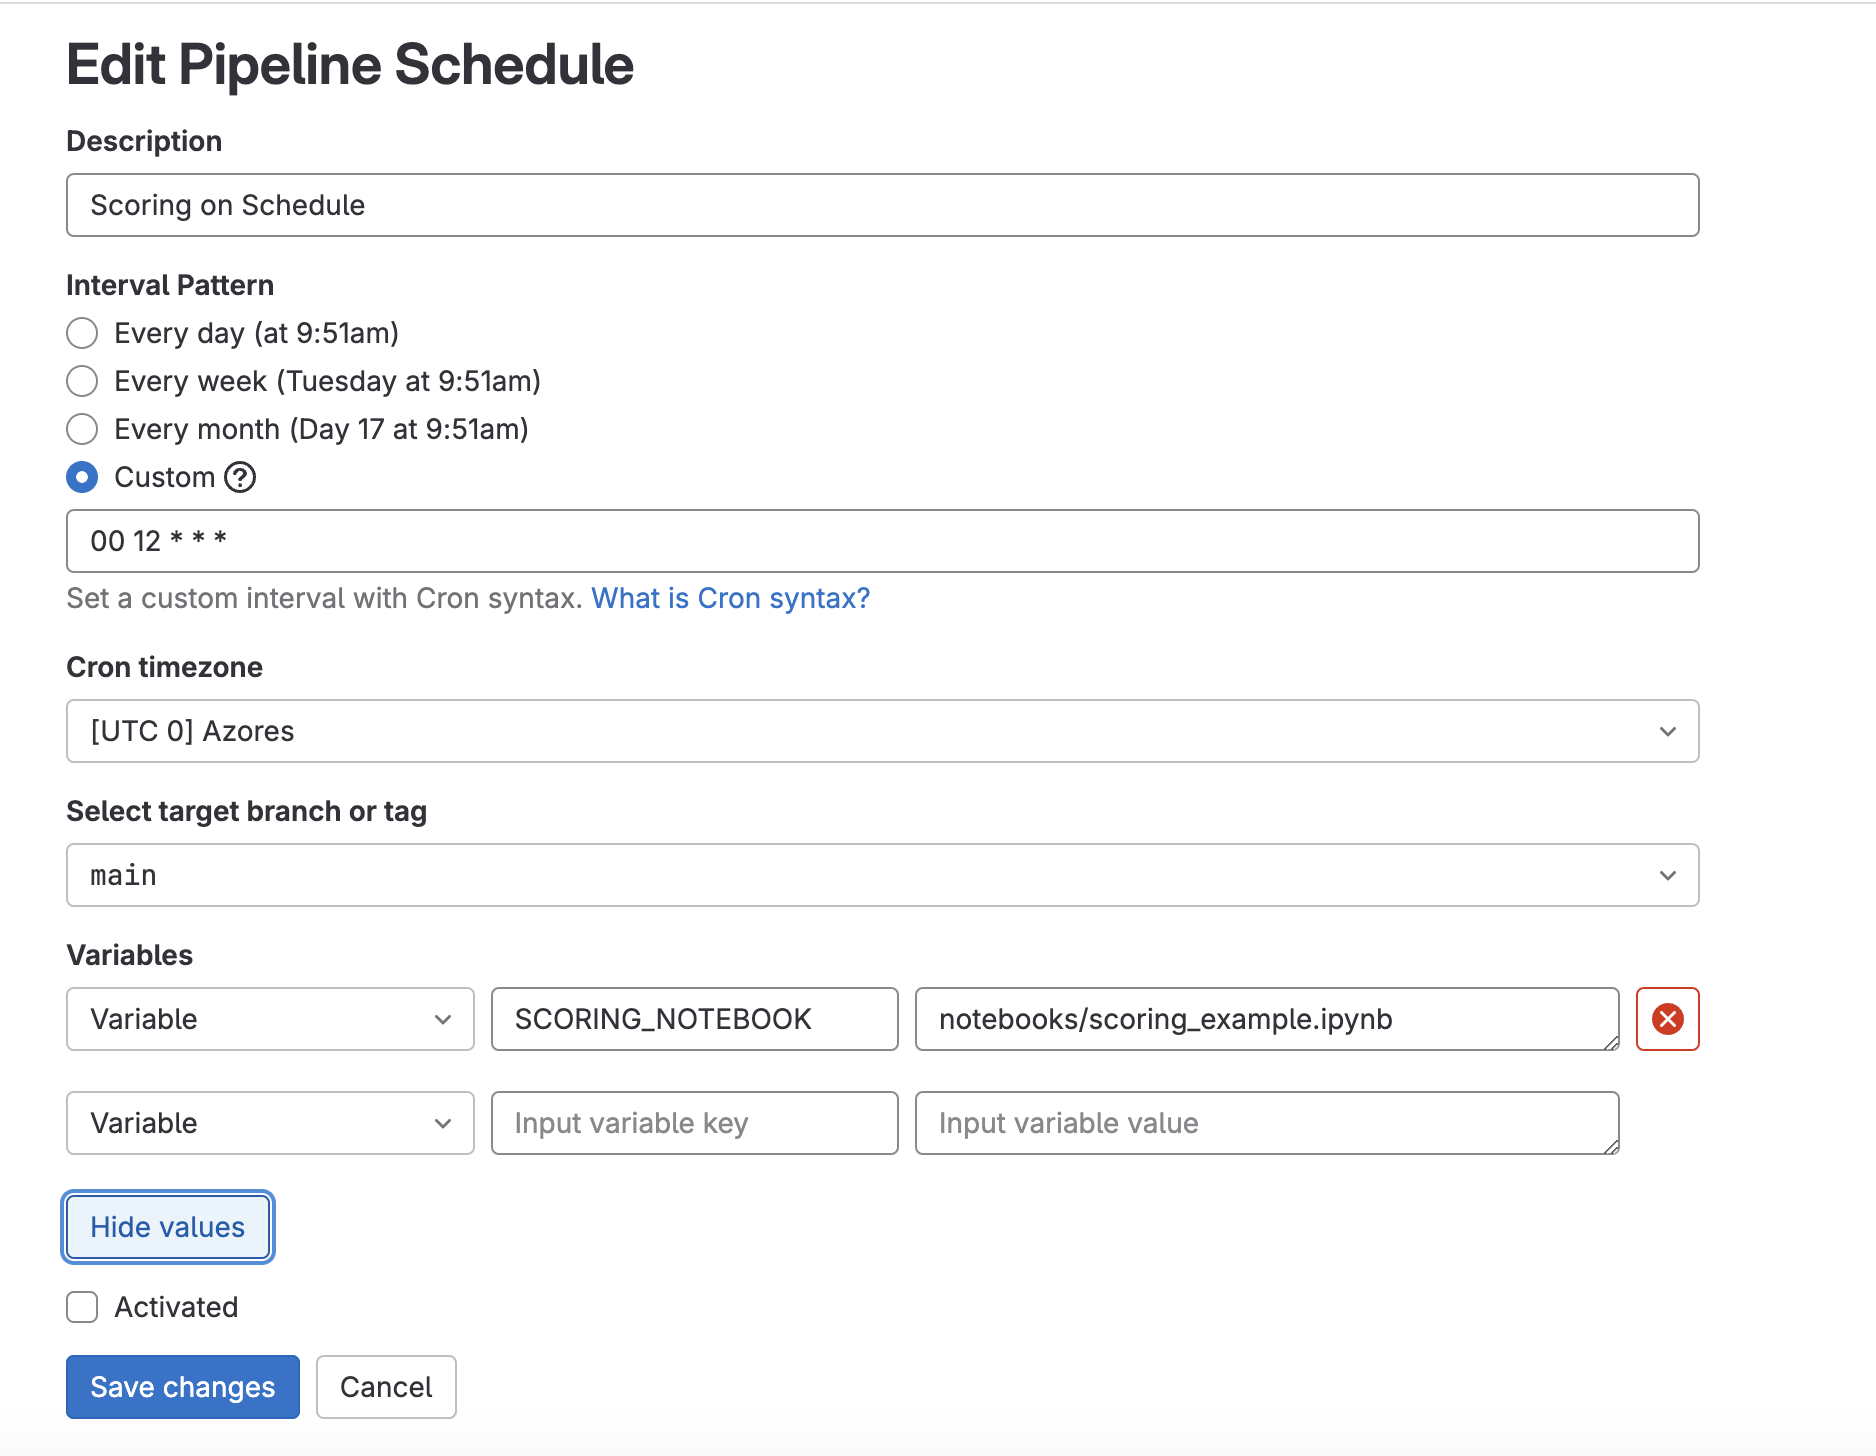 Edit Pipeline Schedule
Description
Scoring on Schedule
Interval Pattern
Every day (at 9:51am)
Every week (Tuesday at 9:51am)
Every month (Day 17 at 9:51am)
Custom ?
00 12 * * *
Set a custom interval with Cron syntax. What is Cron syntax?
Cron timezone
[UTC 0] Azores
Select target branch or tag
main
Variables
Variable SCORING_NOTEBOOK notebooks/scoring_example.ipynb
Variable Input variable key Input variable value
Hide values
Activated
Save changes Cancel